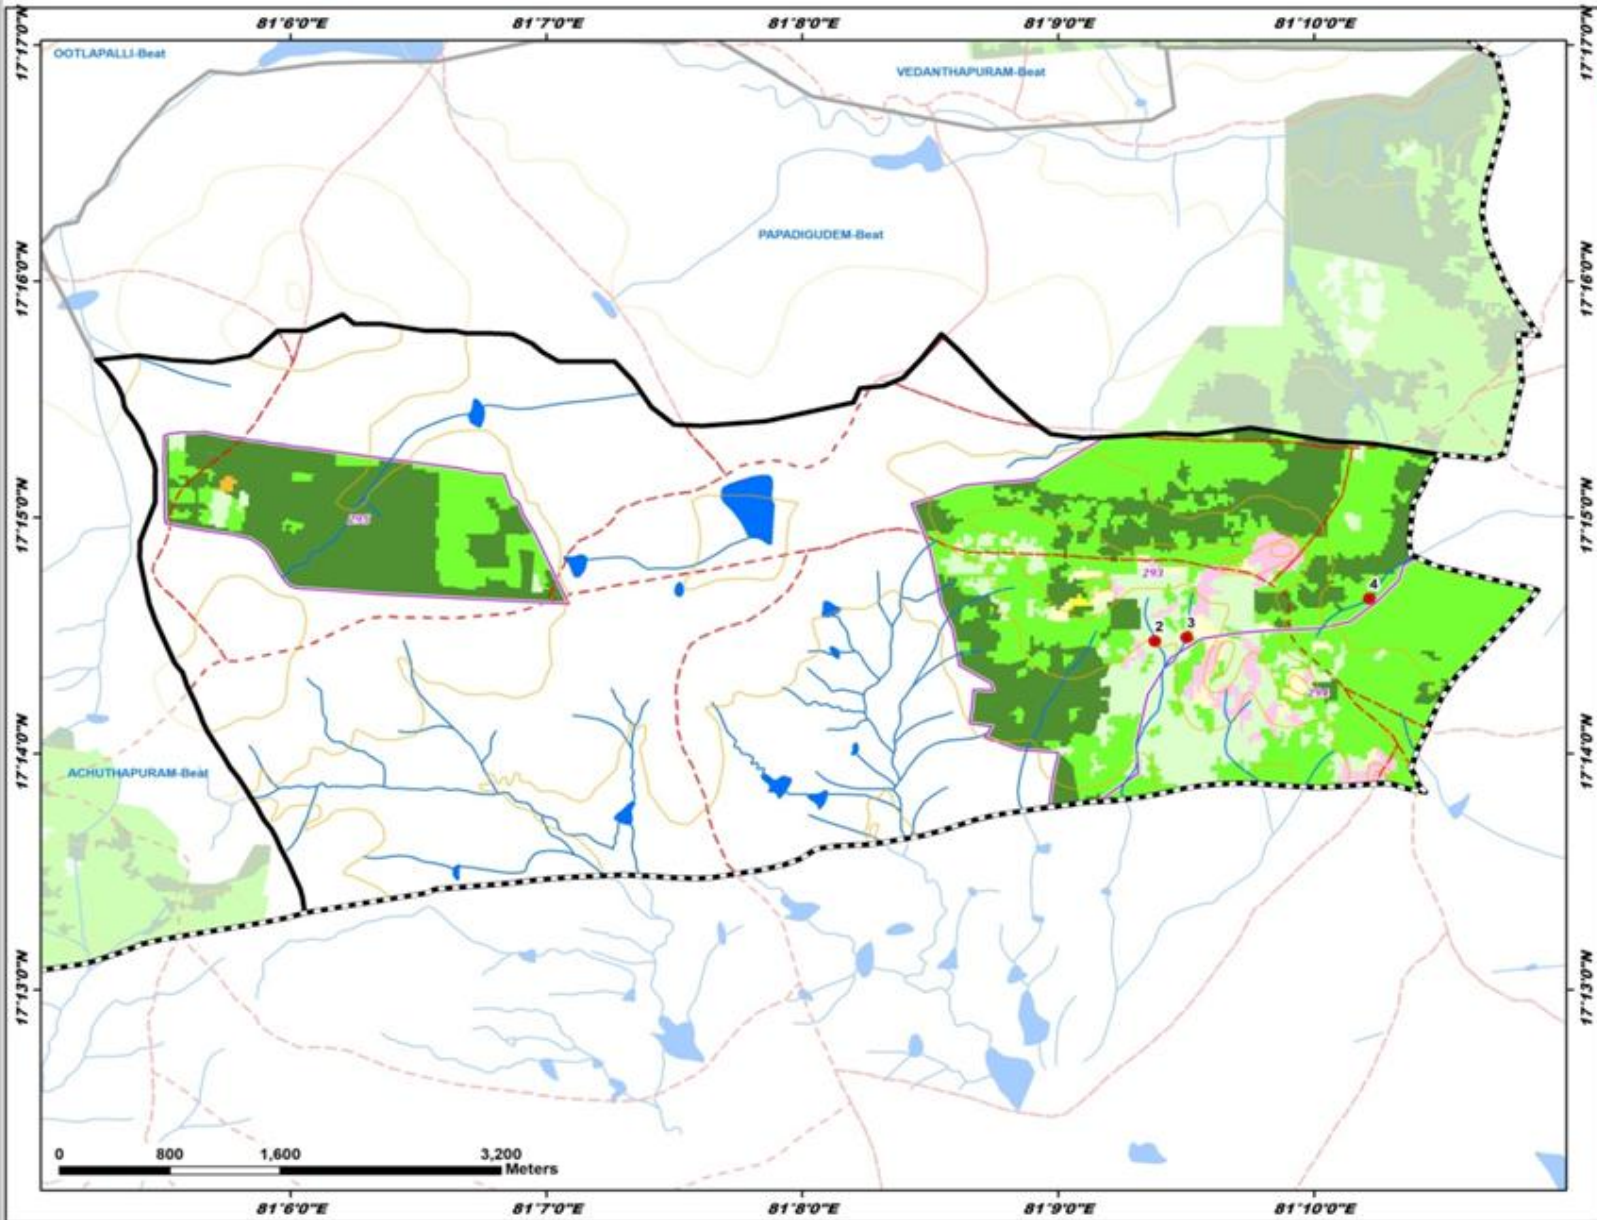 81°6'0"E 81°7'0"E 81°8'0"E 81°9'0"E 81°10'0"E
17°17'0"N 17°17'0"N
OOTLAPALLI-Beat
VEDANTHAPURAM-Beat
PAPADIGUDEM-Beat
17°16'0"N 17°16'0"N
17°15'0"N 17°15'0"N
295
293
4
2
3
17°14'0"N 17°14'0"N
ACHUTHAPURAM-Beat
17°13'0"N 17°13'0"N
0 800 1,600 3,200
Meters
81°6'0"E 81°7'0"E 81°8'0"E 81°9'0"E 81°10'0"E